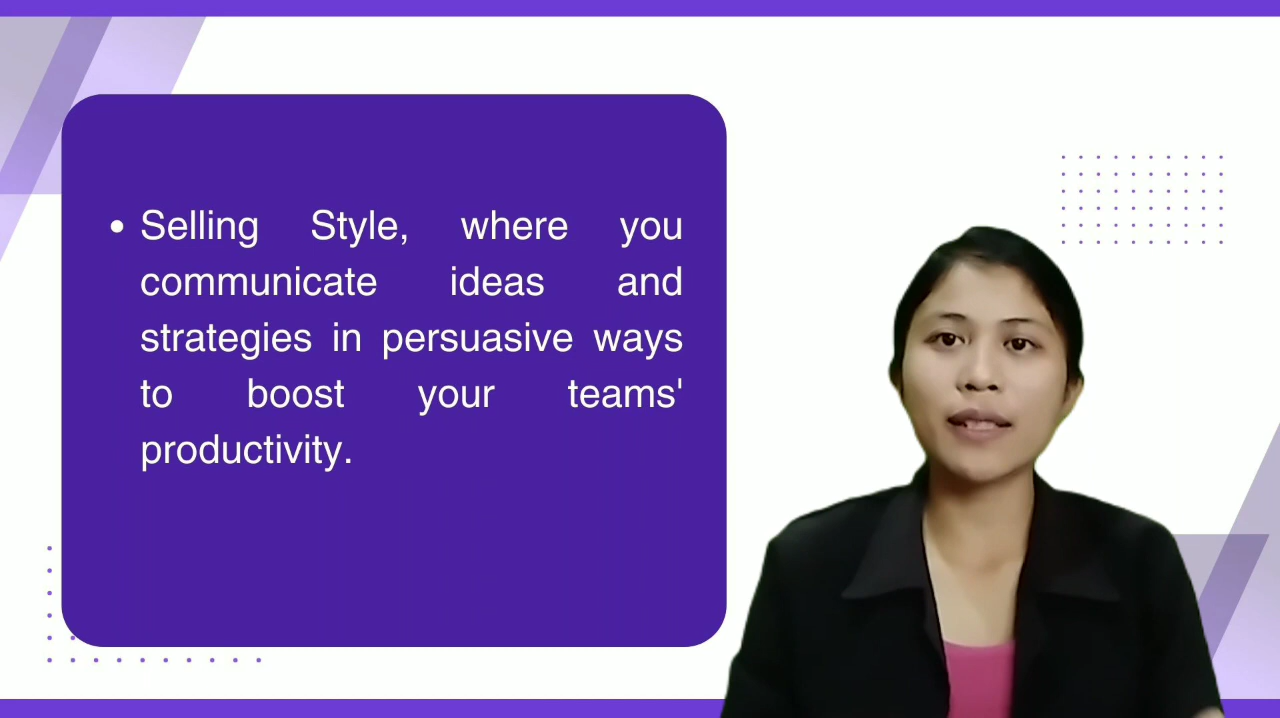 • Selling Style, where you
communicate ideas and
strategies in persuasive ways
to boost your teams'
productivity.